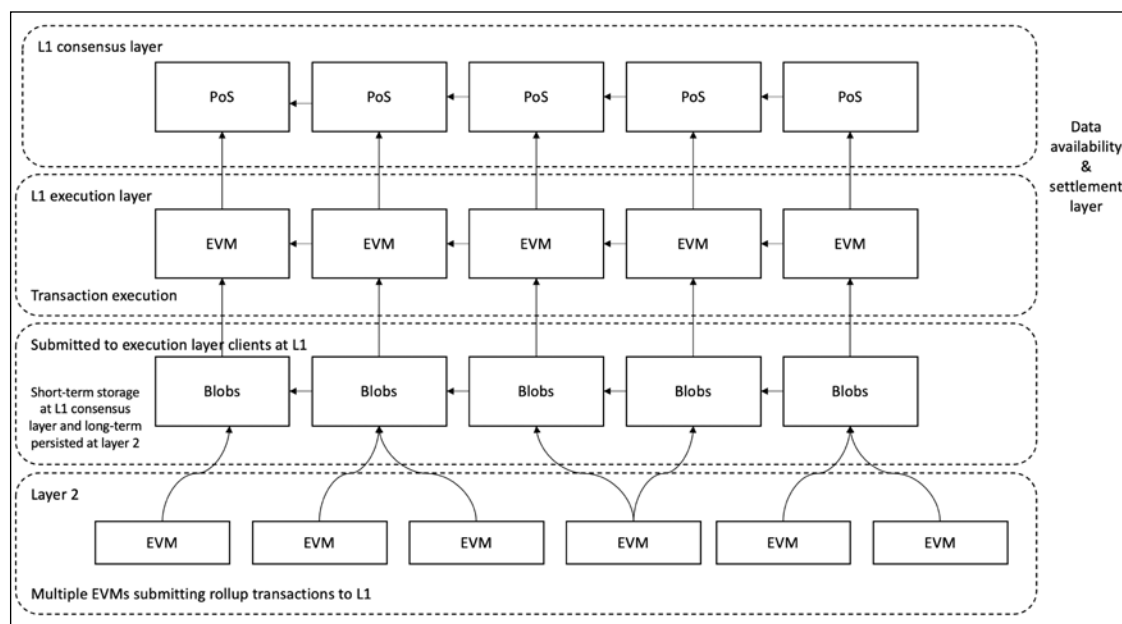 L1 consensus layer
PoS
PoS
PoS
PoS
PoS
Data
availability
&
settlement
layer
L1 execution layer
EVM
EVM
EVM
EVM
EVM
Transaction execution
Submitted to execution layer clients at L1
Short-term storage
at L1 consensus
layer and long-term
persisted at layer 2
Blobs
Blobs
Blobs
Blobs
Blobs
Layer 2
EVM
EVM
EVM
EVM
EVM
EVM
Multiple EVMs submitting rollup transactions to L1